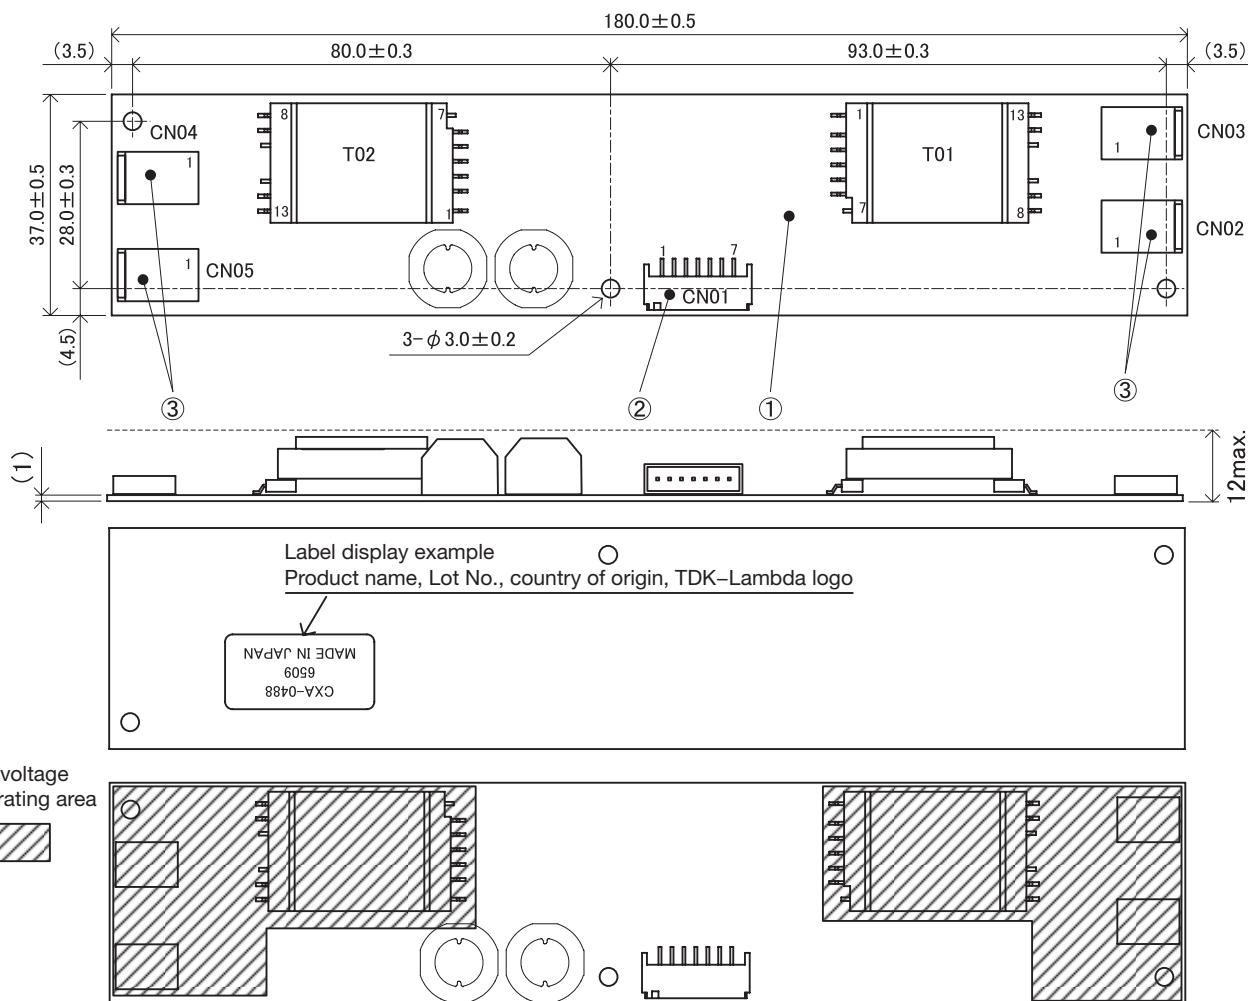 180.0±0.5
(3.5)
80.0±0.3
93.0±0.3
(3.5)
37.0±0.5
28.0±0.3
(4.5)
CN04
1
CN05
1
8
7
T02
13
1
1
13
T01
7
8
CN03
1
CN02
1
1
7
CN01
3-φ3.0±0.2
③
②
①
③
(1)
12max.
Label display example
Product name, Lot No., country of origin, TDK–Lambda logo
CXA–0488
6509
MADE IN JAPAN
voltage
rating area